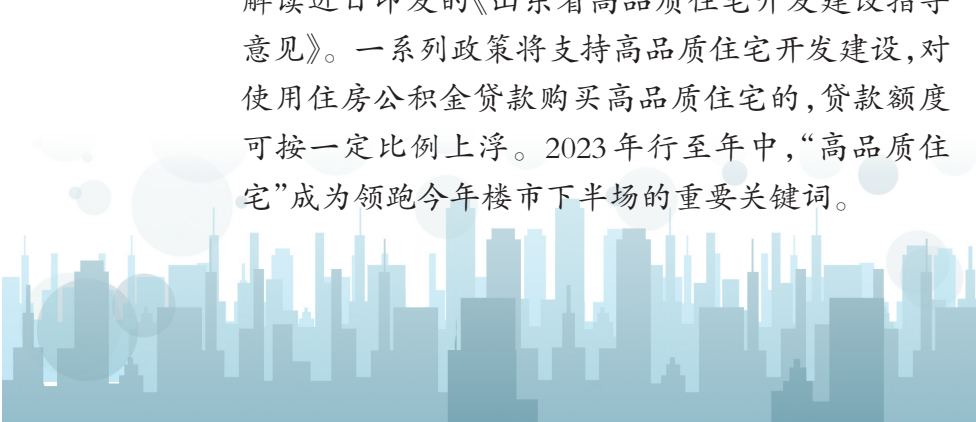 解读近日印发的《山东省高品质住宅开发建设指导
意见》。一系列政策将支持高品质住宅开发建设,对
使用住房公积金贷款购买高品质住宅的,贷款额度
可按一定比例上浮。2023年行至年中,“高品质住
宅”成为领跑今年楼市下半场的重要关键词。